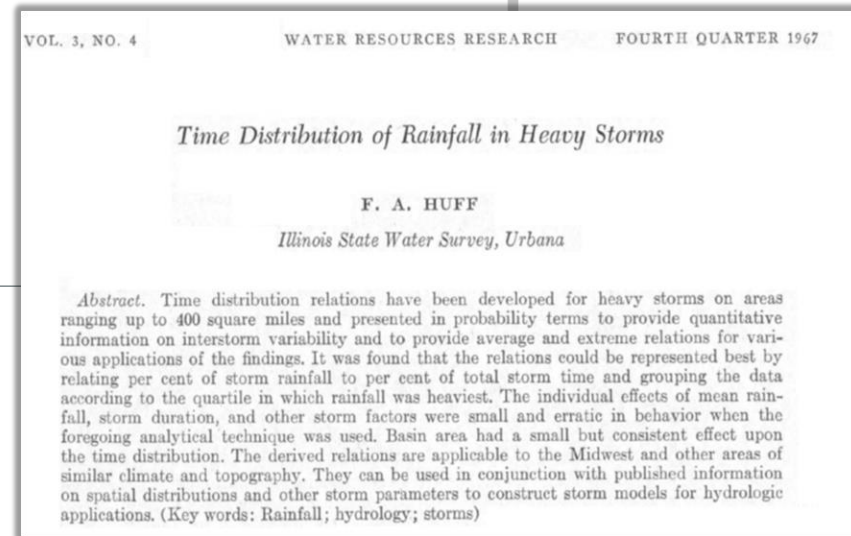 VOL. 3, NO. 4 WATER RESOURCES RESEARCH FOURTH QUARTER 1967
Time Distribution of Rainfall in Heavy Storms
F. A. HUFF
Illinois State Water Survey, Urbana
Abstract. Time distribution relations have been developed for heavy storms on areas
ranging up to 400 square miles and presented in probability terms to provide quantitative
information on interstorm variability and to provide average and extreme relations for vari-
ous applications of the findings. It was found that the relations could be represented best by
relating per cent of storm rainfall to per cent of total storm time and grouping the data
according to the quartile in which rainfall was heaviest. The individual effects of mean rain-
fall, storm duration, and other storm factors were small and erratic in behavior when the
foregoing analytical technique was used. Basin area had a small but consistent effect upon
the time distribution. The derived relations are applicable to the Midwest and other areas of
similar climate and topography. They can be used in conjunction with published information
on spatial distributions and other storm parameters to construct storm models for hydrologic
applications. (Key words: Rainfall; hydrology; storms)